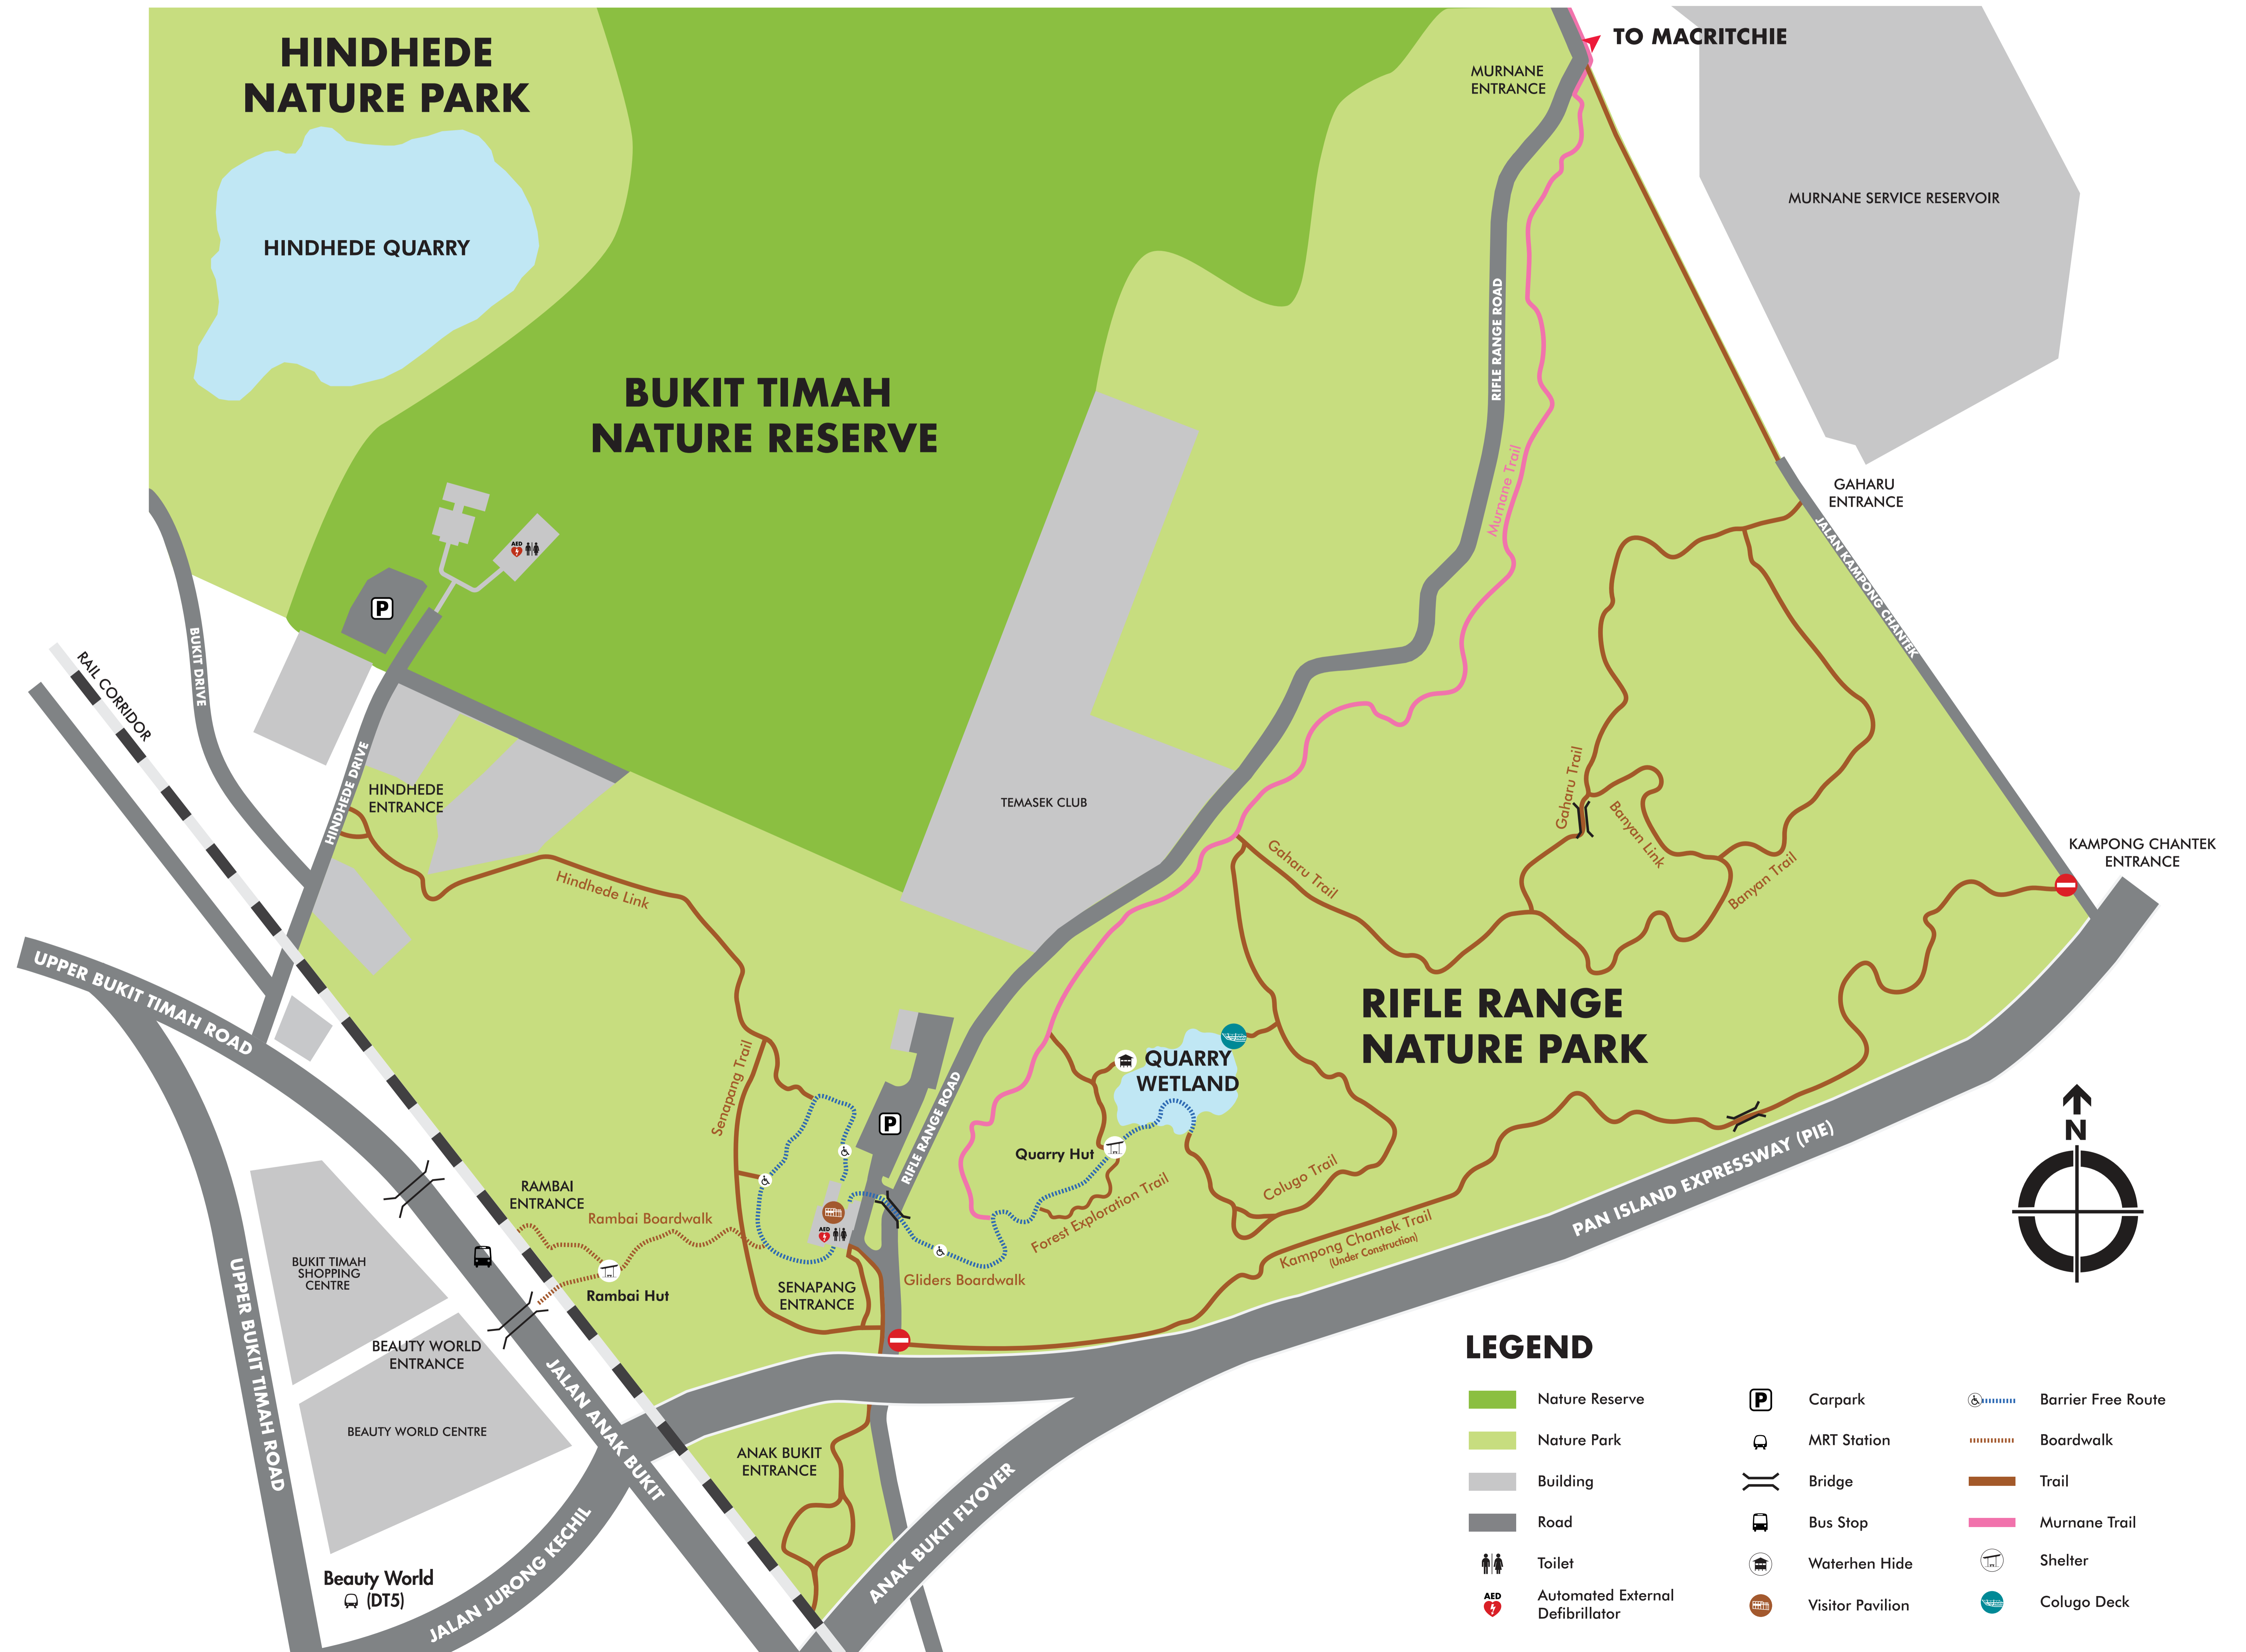 HINDHEDE
NATURE PARK
HINDHEDE QUARRY
BUKIT TIMAH
NATURE RESERVE
TO MACRITCHIE
MURNANE
ENTRANCE
MURNANE SERVICE RESERVOIR
RIFLE RANGE ROAD
Murnane Trail
GAHARU
ENTRANCE
JALAN KAMPONG CHANTEK
AED
P
BUKIT DRIVE
RAIL CORRIDOR
HINDHEDE DRIVE
HINDHEDE
ENTRANCE
TEMASEK CLUB
Hindhede Link
Gaharu Trail
Gaharu Trail
Banyan Link
Banyan Trail
KAMPONG CHANTEK
ENTRANCE
UPPER BUKIT TIMAH ROAD
RIFLE RANGE
NATURE PARK
QUARRY
WETLAND
Senapang Trail
P
RIFLE RANGE ROAD
Quarry Hut
Forest Exploration Trail
Colugo Trail
Kampong Chantek Trail
(Under Construction)
PAN ISLAND EXPRESSWAY (PIE)
N
RAMBAI
ENTRANCE
Rambai Boardwalk
Rambai Hut
AED
SENAPANG
ENTRANCE
Gliders Boardwalk
BUKIT TIMAH
SHOPPING
CENTRE
UPPER BUKIT TIMAH ROAD
BEAUTY WORLD
ENTRANCE
BEAUTY WORLD CENTRE
JALAN ANAK BUKIT
ANAK BUKIT
ENTRANCE
ANAK BUKIT FLYOVER
JALAN JURONG KECHIL
Beauty World
(DT5)
LEGEND
Nature Reserve
Nature Park
Building
Road
Toilet
AED
Automated External
Defibrillator
P
Carpark
MRT Station
Bridge
Bus Stop
Waterhen Hide
Visitor Pavilion
Barrier Free Route
Boardwalk
Trail
Murnane Trail
Shelter
Colugo Deck